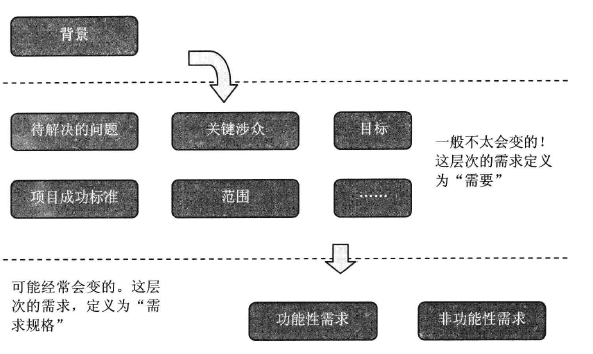 背景
待解决的问题
关键涉众
目标
一般不太会变的！
这层次的需求定义
为“需要”
项目成功标准
范围
……
可能经常会变的。这层
次的需求，定义为“需
求规格”
功能性需求
非功能性需求